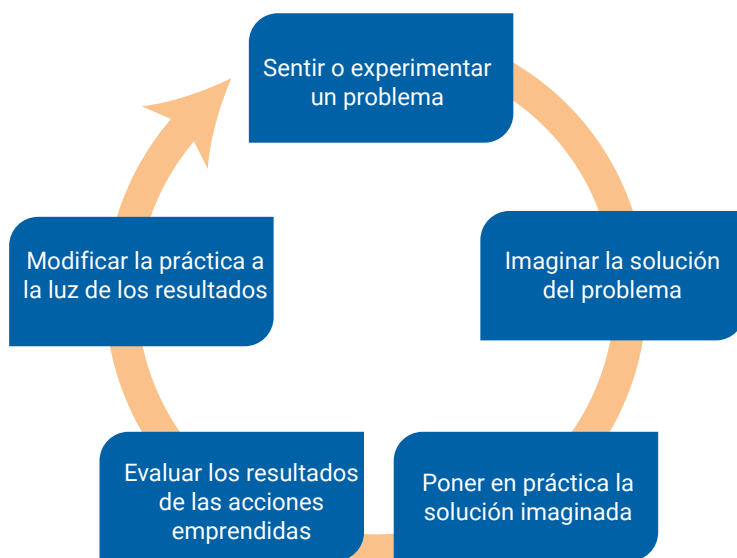 Sentir o experimentar
un problema
Imaginar la solución
del problema
Poner en práctica la
solución imaginada
Evaluar los resultados
de las acciones
emprendidas
Modificar la práctica a
la luz de los resultados